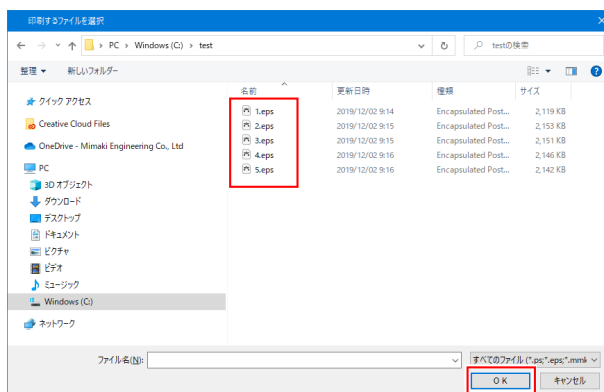 印刷するファイルを選択
PC › Windows (C:) › test
testの検索
整理 新しいフォルダー
名前 更新日時 種類 サイズ
クイック アクセス
Creative Cloud Files
OneDrive - Mimaki Engineering Co., Ltd
PC
3D オブジェクト
ダウンロード
デスクトップ
ドキュメント
ピクチャ
ビデオ
ミュージック
Windows (C:)
ネットワーク
1.eps 2019/12/02 9:14 Encapsulated Post... 2,119 KB
2.eps 2019/12/02 9:15 Encapsulated Post... 2,153 KB
3.eps 2019/12/02 9:15 Encapsulated Post... 2,151 KB
4.eps 2019/12/02 9:16 Encapsulated Post... 2,146 KB
5.eps 2019/12/02 9:16 Encapsulated Post... 2,142 KB
ファイル名(N):
すべてのファイル (*.ps;*.eps;*.mmk
OK
キャンセル